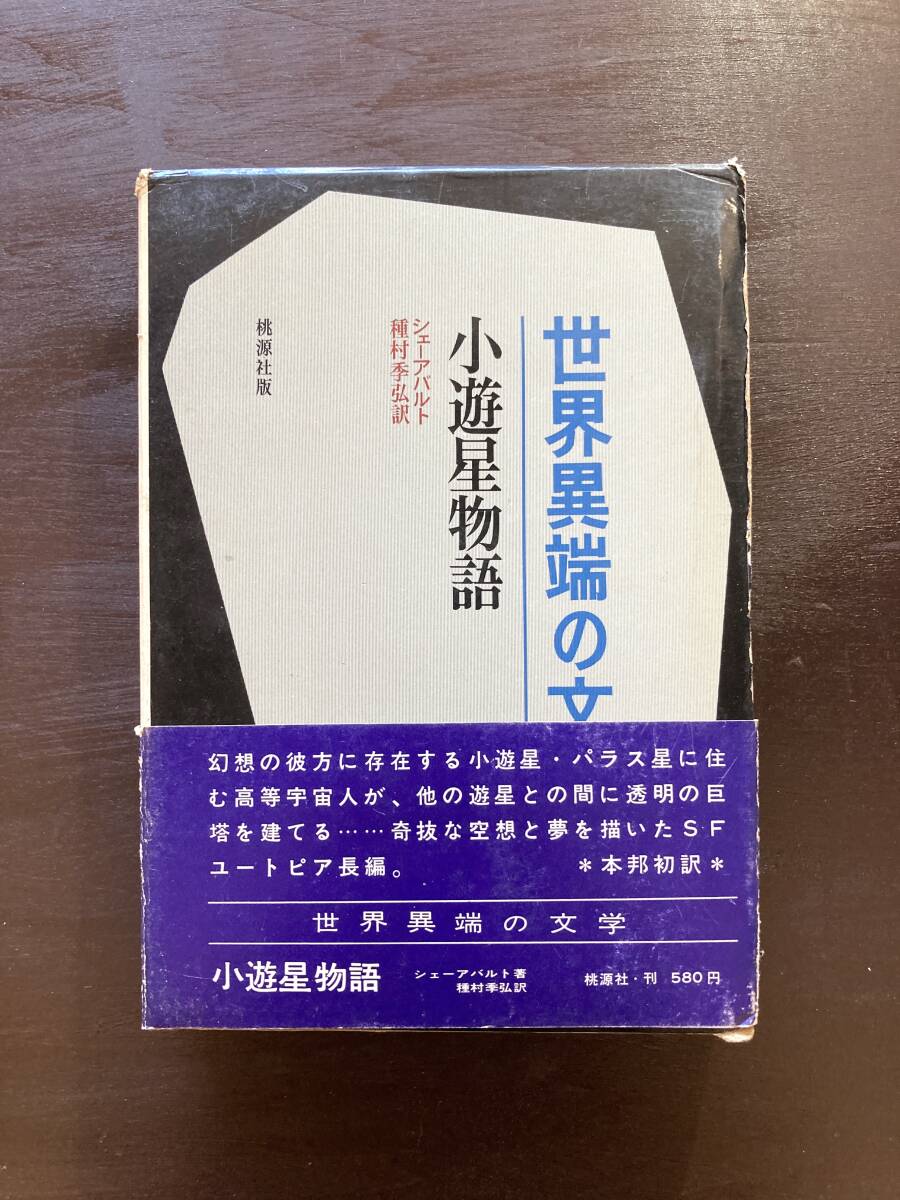 世界異端の文
小遊星物語
シェーアバルト
種村季弘訳
桃源社版
幻想の彼方に存在する小遊星・パラス星に住
む高等宇宙人が、他の遊星との間に透明の巨
塔を建てる……奇抜な空想と夢を描いたSF
ユートピア長編。 *本邦初訳*
世界異端の文学
小遊星物語 シェーアバルト著 種村季弘訳 桃源社・刊 580円